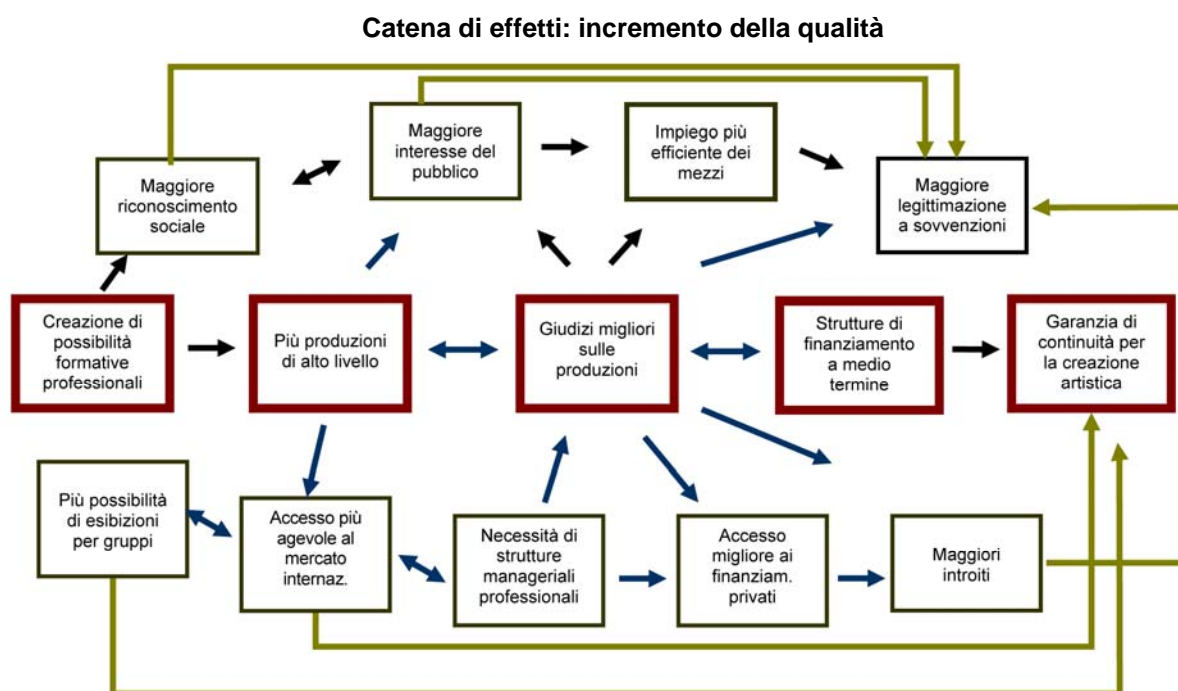 Catena di effetti: incremento della qualità
Maggiore
interesse del
pubblico
Impiego più
efficiente dei
mezzi
Maggiore
riconoscimento
sociale
Maggiore
legittimazione
a sovvenzioni
Creazione di
possibilità
formative
professionali
Più produzioni
di alto livello
Giudizi migliori
sulle
produzioni
Strutture di
finanziamento
a medio
termine
Garanzia di
continuità per
la creazione
artistica
Più possibilità
di esibizioni
per gruppi
Accesso più
agevole al
mercato
internaz.
Necessità di
strutture
manageriali
professionali
Accesso
migliore ai
finanziam.
privati
Maggiori
introiti